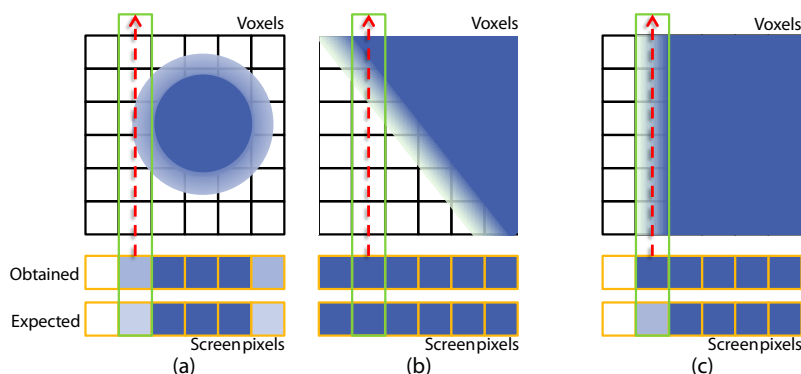 Voxels
Voxels
Voxels
Obtained
Expected
Screen pixels
Screen pixels
Screen pixels
(a)
(b)
(c)